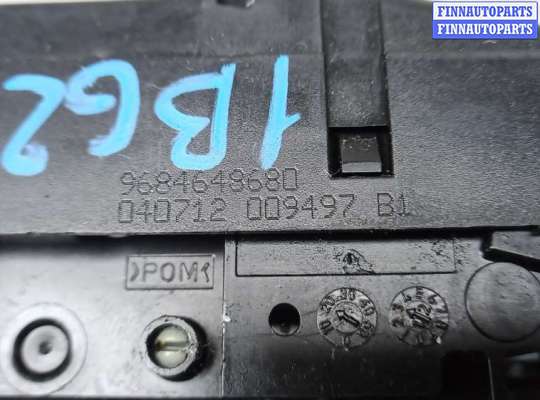 FINNAUTOPARTS
FINNAUTOPARTS
1BG2
9684648680
040712 009497 B1
>POM<